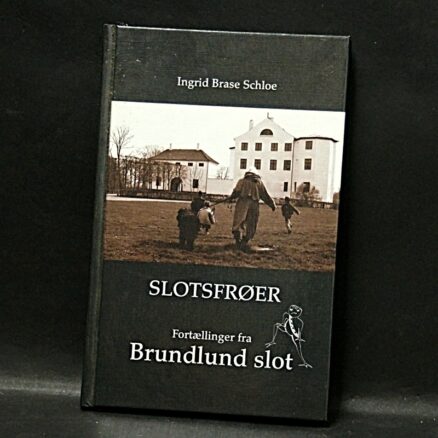 Ingrid Brase Schloe
SLOTSFRØER
Fortællinger fra
Brundlund slot